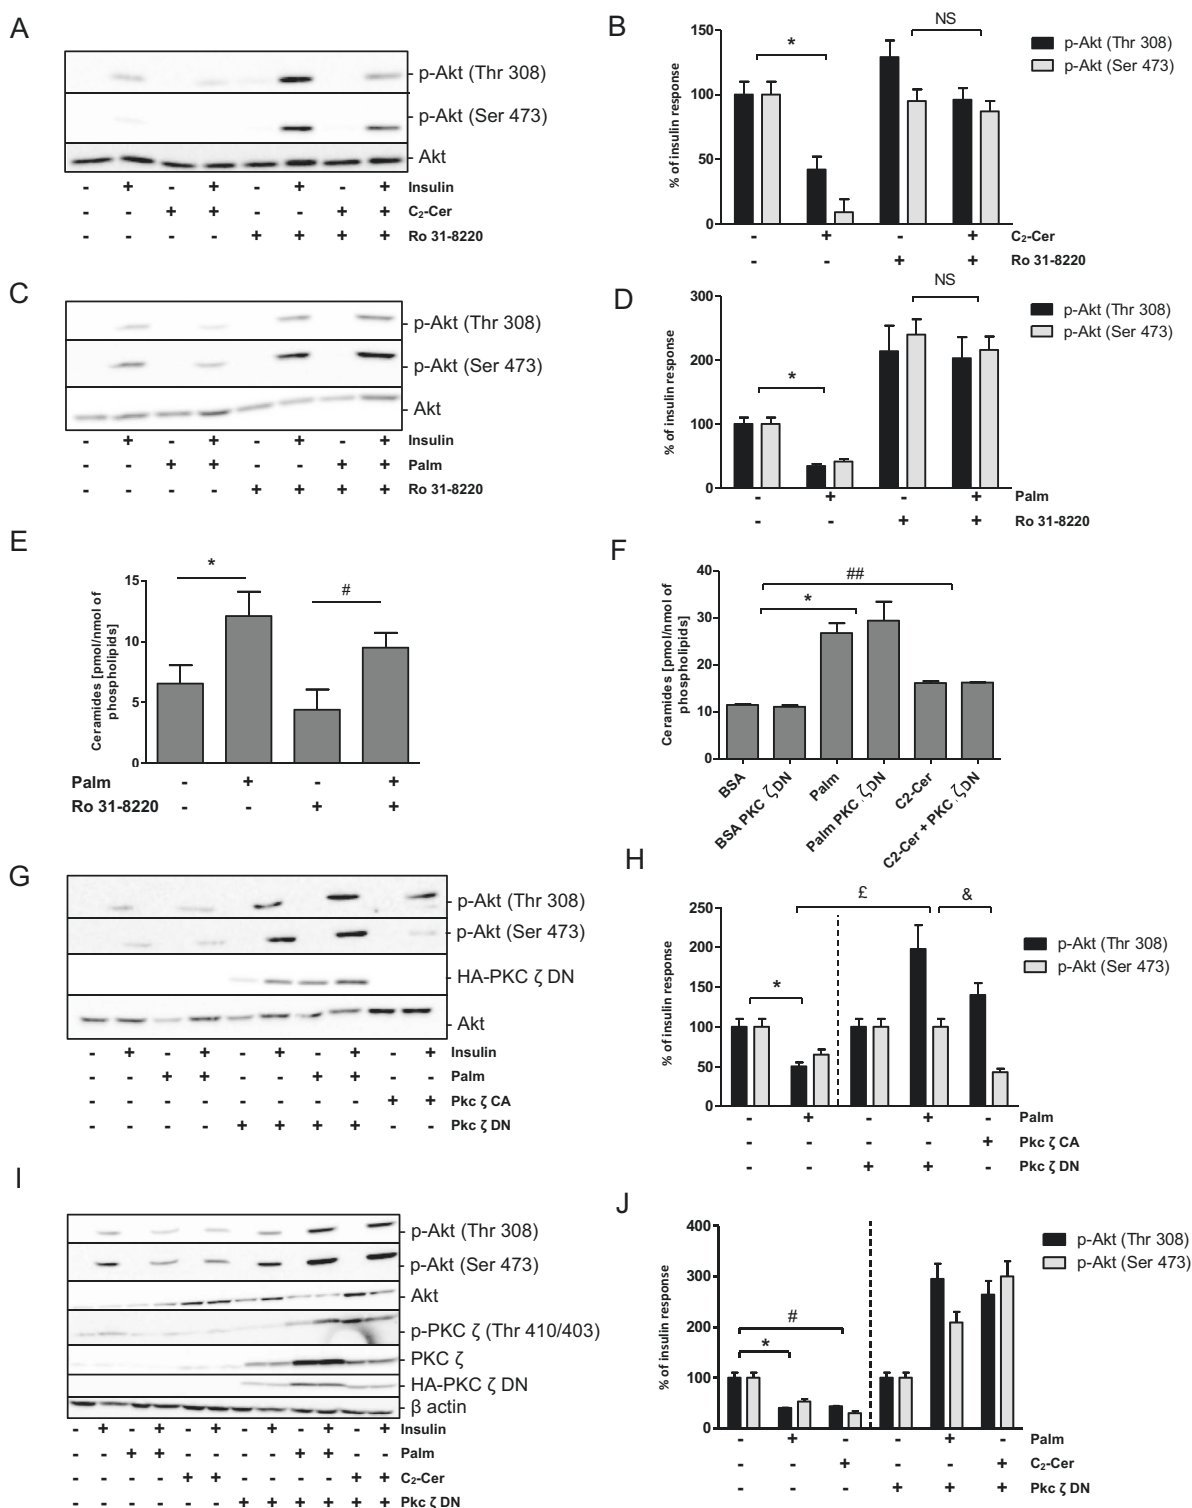 A
p-Akt (Thr 308)
p-Akt (Ser 473)
Akt
- + - + - + - + Insulin
- - + + - - + + C₂-Cer
- - - - + + + + Ro 31-8220
B
% of insulin response
150
100
50
0
* NS
p-Akt (Thr 308)
p-Akt (Ser 473)
- + - + C₂-Cer
- - + + Ro 31-8220
C
p-Akt (Thr 308)
p-Akt (Ser 473)
Akt
- + - + - + - + Insulin
- - + + - - + + Palm
- - - - + + + + Ro 31-8220
D
% of insulin response
300
200
100
0
* NS
p-Akt (Thr 308)
p-Akt (Ser 473)
- + - + Palm
- - + + Ro 31-8220
E
Ceramides [pmol/nmol of
phospholipids]
15
10
5
0
* #
Palm - + - +
Ro 31-8220 - - + +
F
Ceramides [pmol/nmol of
phospholipids]
40
30
20
10
0
##
*
BSA
BSA PKC ζ DN
Palm
Palm PKC ζ DN
C2-Cer
C2-Cer + PKC ζ DN
G
p-Akt (Thr 308)
p-Akt (Ser 473)
HA-PKC ζ DN
Akt
- + - + - + - + - + Insulin
- - + + - - + + - - Palm
- - - - - - - - + + Pkc ζ CA
- - - - + + + + - - Pkc ζ DN
H
% of insulin response
250
200
150
100
50
0
* £ &
p-Akt (Thr 308)
p-Akt (Ser 473)
- + - + - Palm
- - - - + Pkc ζ CA
- - + + - Pkc ζ DN
I
p-Akt (Thr 308)
p-Akt (Ser 473)
Akt
p-PKC ζ (Thr 410/403)
PKC ζ
HA-PKC ζ DN
β actin
- + - + - + - + - + - + Insulin
- - + + - - - - + + - - Palm
- - - - + + - - - - + + C₂-Cer
- - - - - - + + + + + + Pkc ζ DN
J
% of insulin response
400
300
200
100
0
#
*
p-Akt (Thr 308)
p-Akt (Ser 473)
- + - - + - Palm
- - + - - + C₂-Cer
- - - + + + Pkc ζ DN